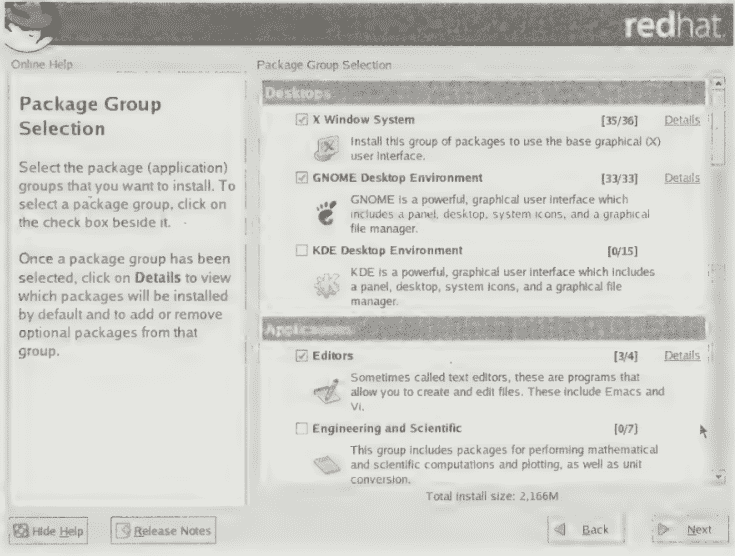 redhat.
Online Help
Package Group Selection
Package Group
Selection
Select the package (application)
groups that you want to install. To
select a package group, click on
the check box beside it.
Once a package group has been
selected, click on Details to view
which packages will be installed
by default and to add or remove
optional packages from that
group.
Desktops
X Window System [35/36] Details
Install this group of packages to use the base graphical (X)
user interface.
GNOME Desktop Environment [33/33] Details
GNOME is a powerful, graphical user interface which
includes a panel, desktop, system icons, and a graphical
file manager.
KDE Desktop Environment [0/15]
KDE is a powerful, graphical user interface which includes
a panel, desktop, system icons, and a graphical file
manager.
Applications
Editors [3/4] Details
Sometimes called text editors, these are programs that
allow you to create and edit files. These include Emacs and
Vi.
Engineering and Scientific [0/7]
This group includes packages for performing mathematical
and scientific computations and plotting, as well as unit
conversion.
Total install size: 2,166M
Hide Help
Release Notes
Back
Next